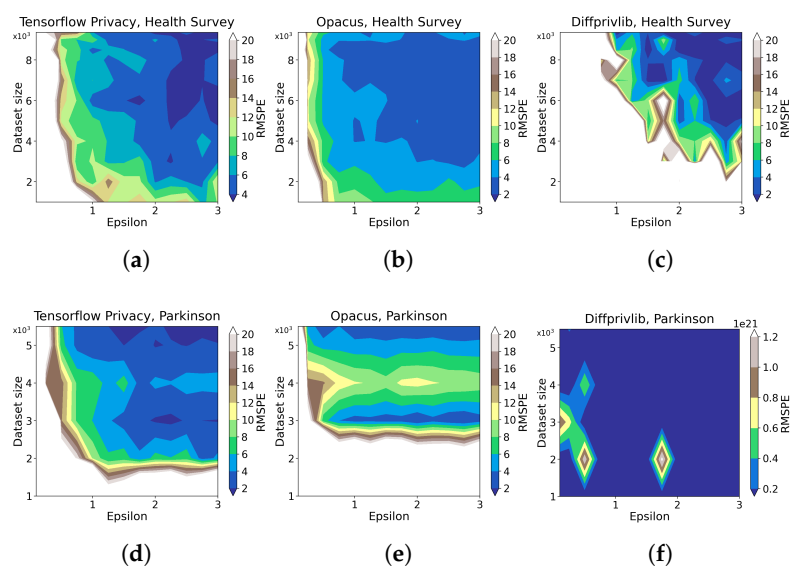 Tensorflow Privacy, Health Survey
x10³
8
6
4
2
Dataset size
1 2 3
Epsilon
20
18
16
14
12
10
8
6
4
RMSPE
(a)
Opacus, Health Survey
x10³
8
6
4
2
Dataset size
1 2 3
Epsilon
20
18
16
14
12
10
8
6
4
2
RMSPE
(b)
Diffprivlib, Health Survey
x10³
8
6
4
2
Dataset size
1 2 3
Epsilon
20
18
16
14
12
10
8
6
4
2
RMSPE
(c)
Tensorflow Privacy, Parkinson
x10³
5
4
3
2
1
Dataset size
1 2 3
Epsilon
20
18
16
14
12
10
8
6
4
2
RMSPE
(d)
Opacus, Parkinson
x10³
5
4
3
2
1
Dataset size
1 2 3
Epsilon
20
18
16
14
12
10
8
6
4
2
RMSPE
(e)
Diffprivlib, Parkinson
x10³
5
4
3
2
1
Dataset size
1 2 3
Epsilon
1e21
1.2
1.0
0.8
0.6
0.4
0.2
RMSPE
(f)